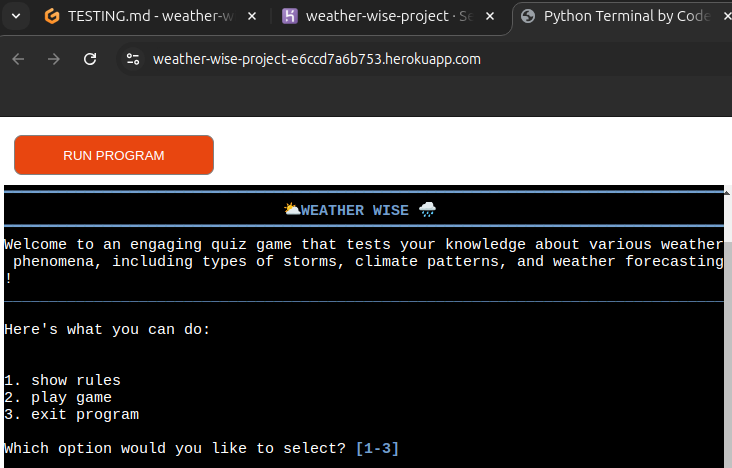 TESTING.md - weather-w
weather-wise-project · Se
Python Terminal by Code
weather-wise-project-e6ccd7a6b753.herokuapp.com
RUN PROGRAM
⛅WEATHER WISE 🌧️
Welcome to an engaging quiz game that tests your knowledge about various weather
phenomena, including types of storms, climate patterns, and weather forecasting
!
Here's what you can do:
1. show rules
2. play game
3. exit program
Which option would you like to select? [1-3]